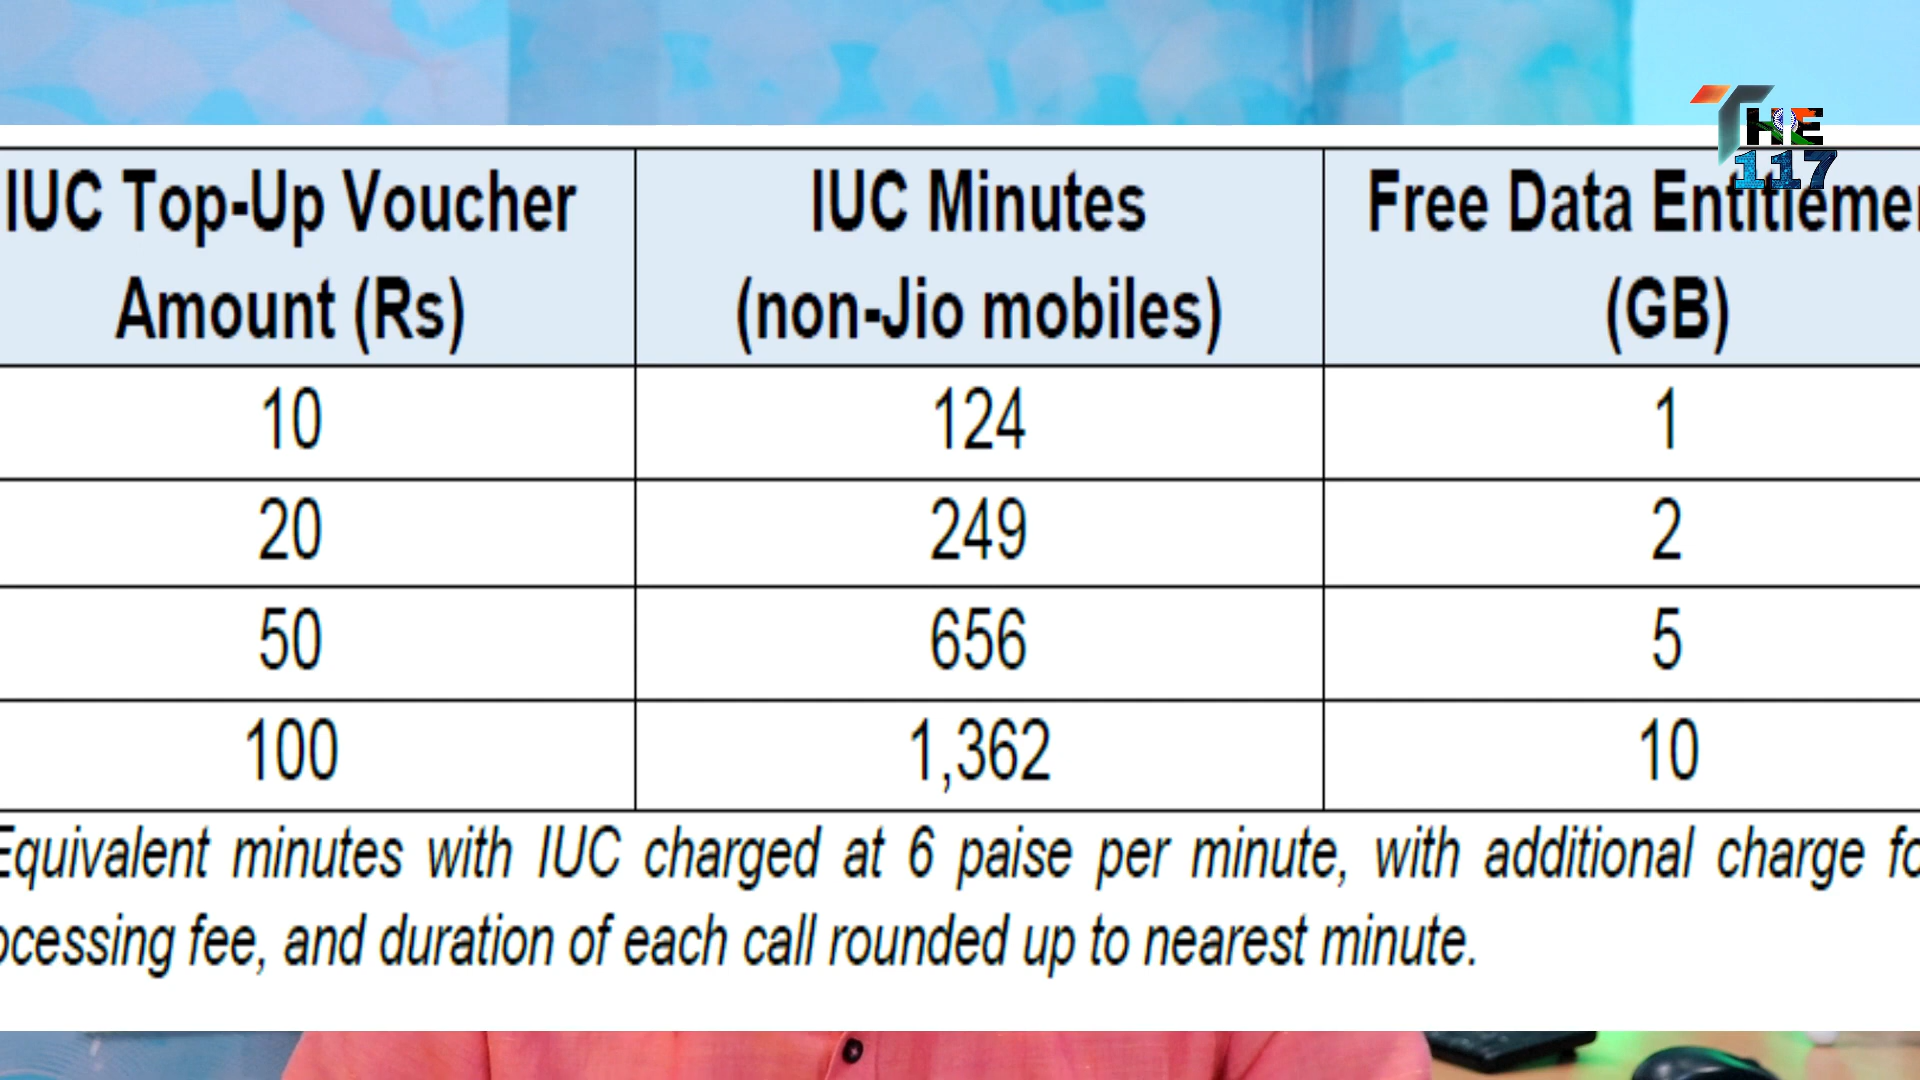 THE
117
IUC Top-Up Voucher Amount (Rs)
IUC Minutes (non-Jio mobiles)
Free Data Entitlemen (GB)
10 124 1
20 249 2
50 656 5
100 1,362 10
Equivalent minutes with IUC charged at 6 paise per minute, with additional charge fo
ocessing fee, and duration of each call rounded up to nearest minute.